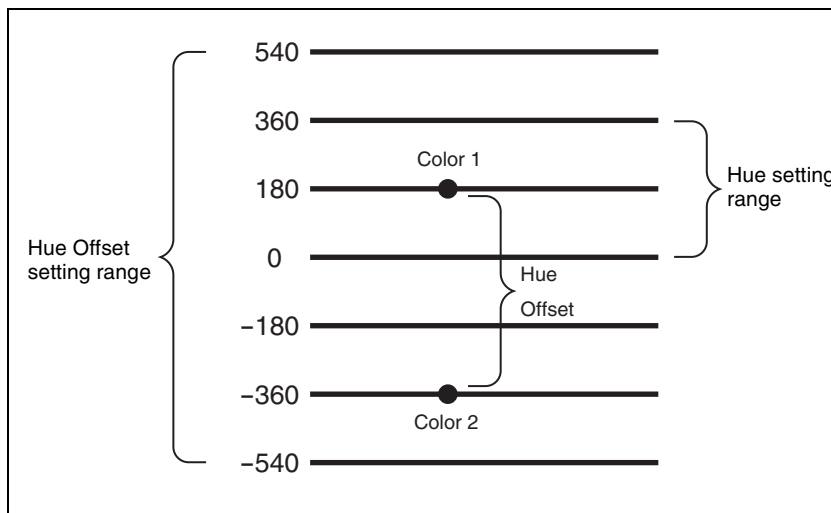 540
360
Color 1
180
Hue setting
range
Hue Offset
setting range
0
Hue
Offset
−180
−360
Color 2
−540